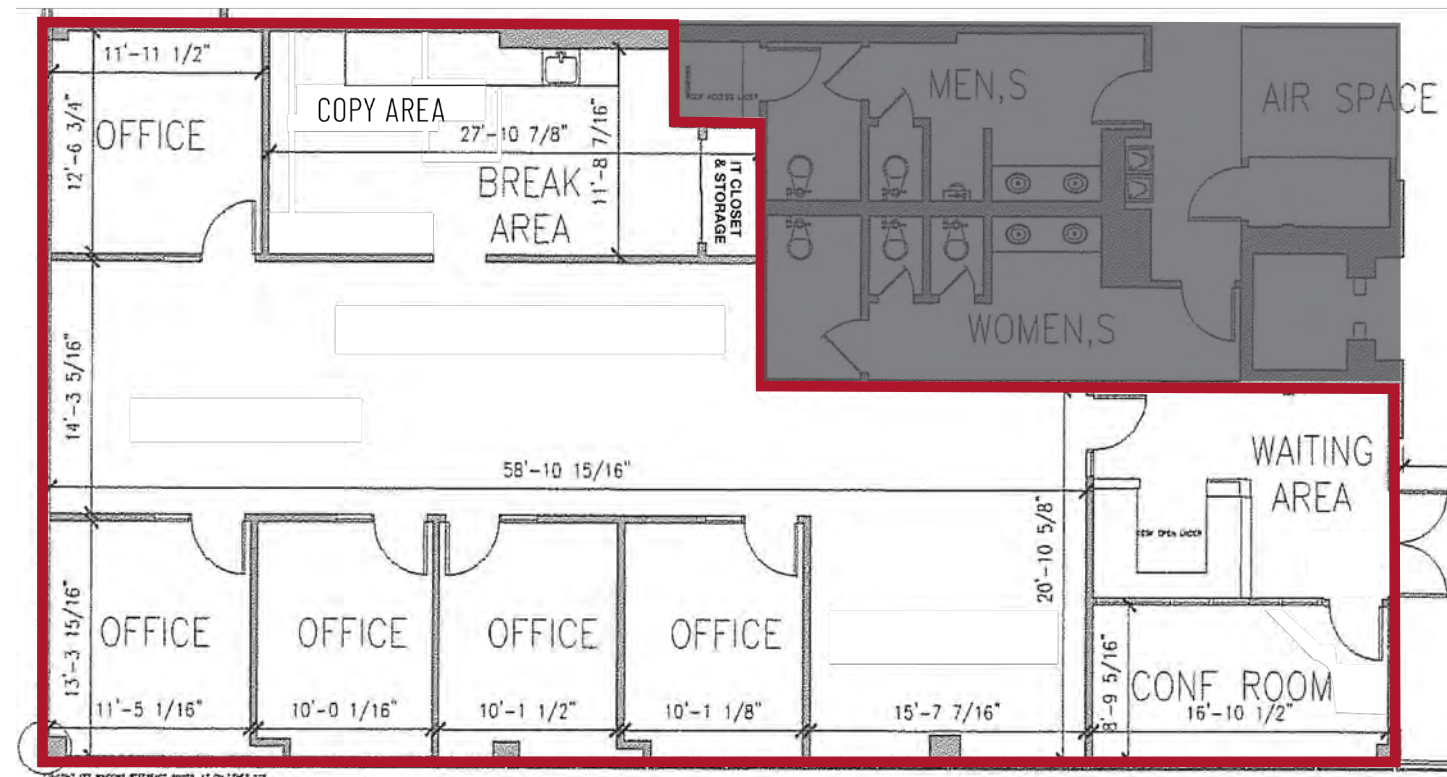 11'-11 1/2"
MEN,S
AIR SPACE
COPY AREA
12'-6 3/4"
OFFICE
27'-10 7/8"
11'-8 7/16"
BREAK
AREA
IT CLOSET
& STORAGE
WOMEN,S
14'-3 5/16"
58'-10 15/16"
WAITING
AREA
20'-10 5/8"
13'-3 15/16"
OFFICE
OFFICE
OFFICE
OFFICE
8'-9 5/16"
CONF ROOM
11'-5 1/16"
10'-0 1/16"
10'-1 1/2"
10'-1 1/8"
15'-7 7/16"
16'-10 1/2"